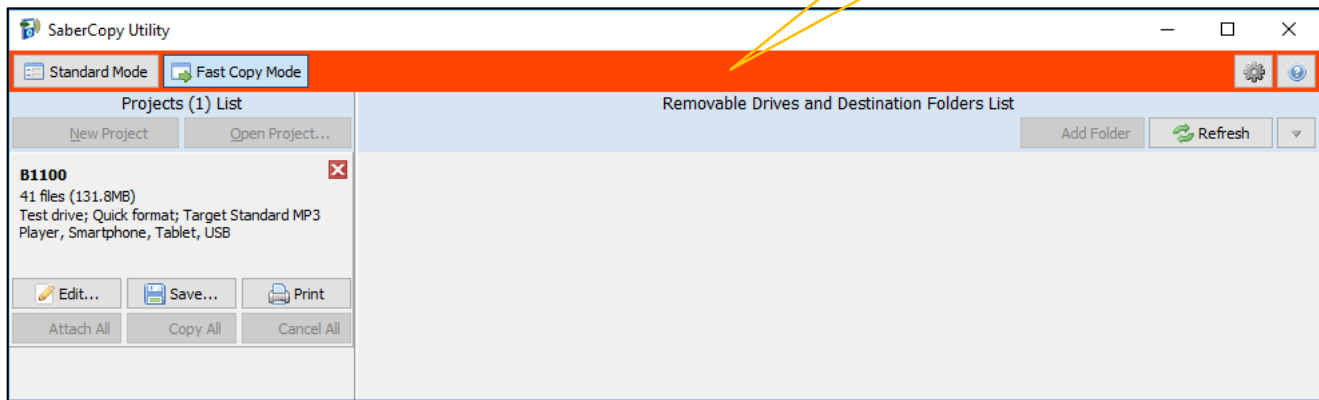 SaberCopy Utility
Standard Mode Fast Copy Mode
Projects (1) List
New Project Open Project...
Removable Drives and Destination Folders List
Add Folder Refresh
B1100
41 files (131.8MB)
Test drive; Quick format; Target Standard MP3
Player, Smartphone, Tablet, USB
Edit... Save... Print
Attach All Copy All Cancel All